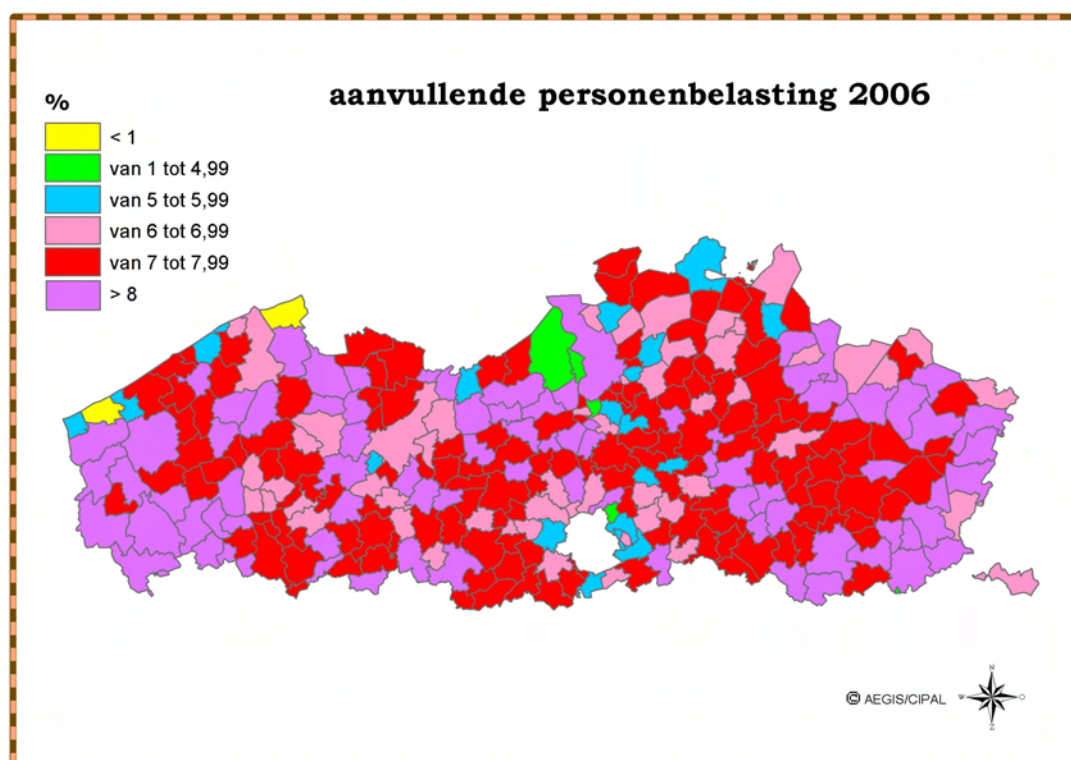 aanvullende personenbelasting 2006
%
< 1
van 1 tot 4,99
van 5 tot 5,99
van 6 tot 6,99
van 7 tot 7,99
> 8
© AEGIS/CIPAL
N
W
O
Z